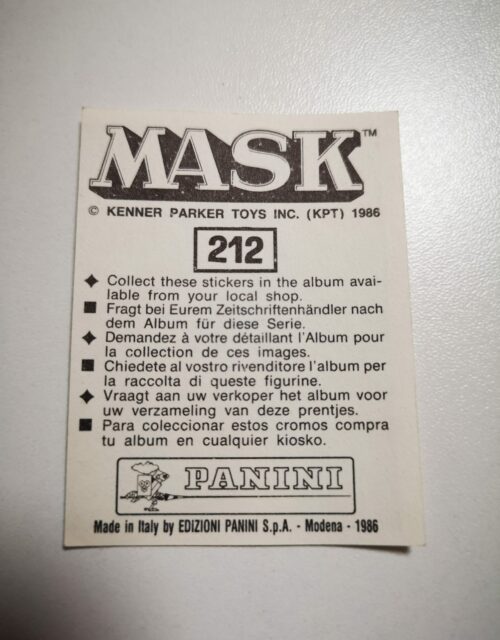 MASK™
© KENNER PARKER TOYS INC. (KPT) 1986
212
✦ Collect these stickers in the album avai-
lable from your local shop.
■ Fragt bei Eurem Zeitschriftenhändler nach
dem Album für diese Serie.
✦ Demandez à votre détaillant l'Album pour
la collection de ces images.
■ Chiedete al vostro rivenditore l'album per
la raccolta di queste figurine.
✦ Vraagt aan uw verkoper het album voor
uw verzameling van deze prentjes.
■ Para coleccionar estos cromos compra
tu album en cualquier kiosko.
PANINI
Made in Italy by EDIZIONI PANINI S.p.A. - Modena - 1986